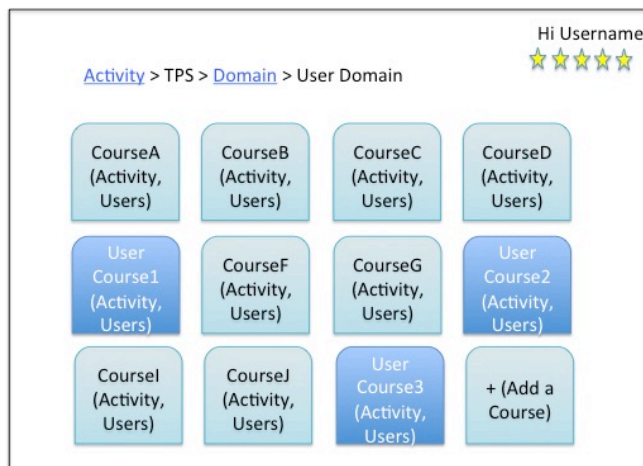 Hi Username
Activity > TPS > Domain > User Domain
CourseA
(Activity,
Users)
CourseB
(Activity,
Users)
CourseC
(Activity,
Users)
CourseD
(Activity,
Users)
User
Course1
(Activity,
Users)
CourseF
(Activity,
Users)
CourseG
(Activity,
Users)
User
Course2
(Activity,
Users)
CourseI
(Activity,
Users)
CourseJ
(Activity,
Users)
User
Course3
(Activity,
Users)
+ (Add a
Course)